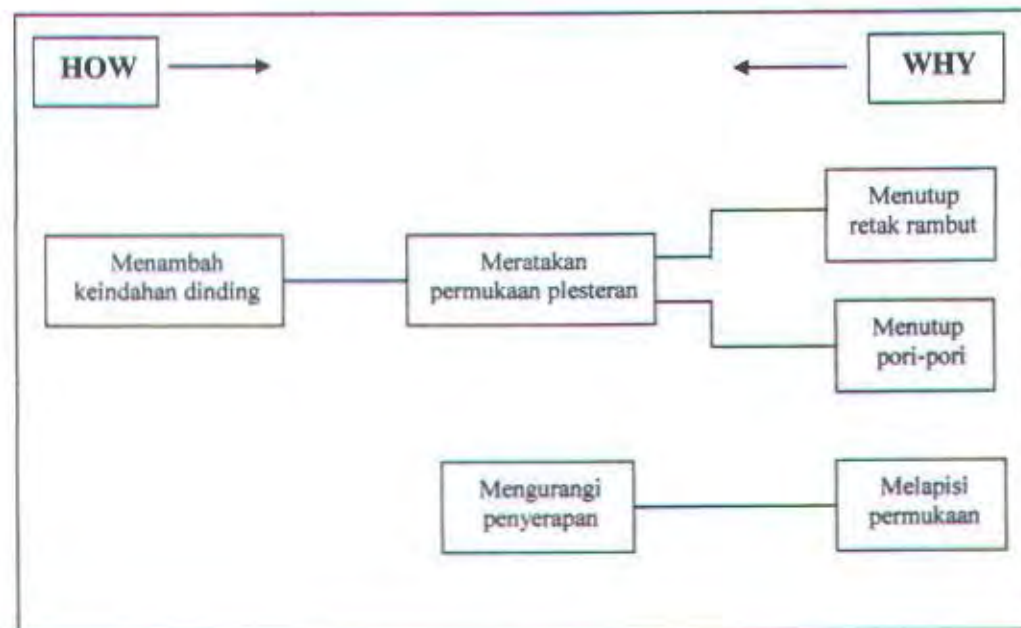 HOW
WHY
Menutup
retak rambut
Menambah
keindahan dinding
Meratakan
permukaan plesteran
Menutup
pori-pori
Mengurangi
penyerapan
Melapisi
permukaan